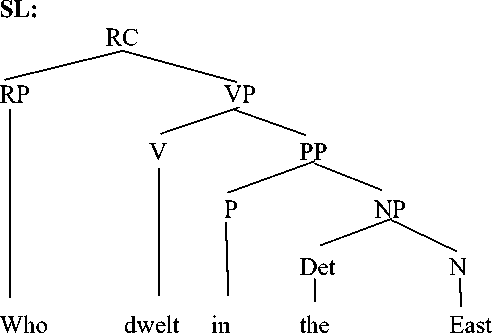 SL:
RC
RP VP
V PP
P NP
Det N
Who dwelt in the East